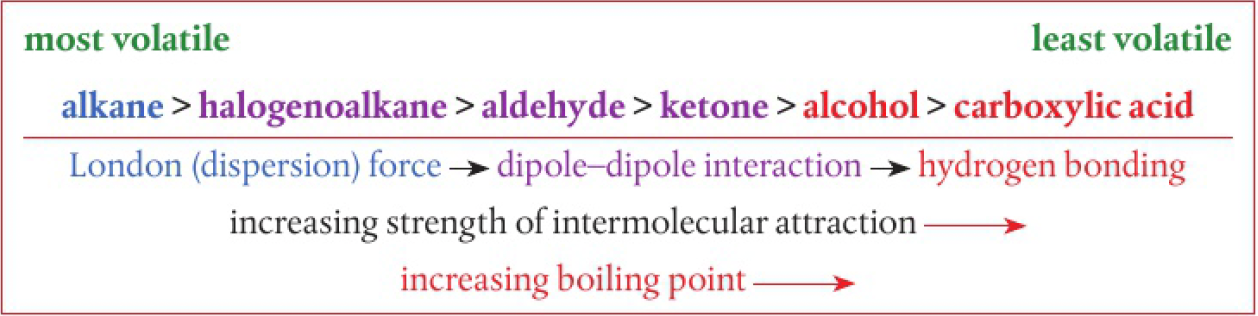 most volatile least volatile
alkane > halogenoalkane > aldehyde > ketone > alcohol > carboxylic acid
London (dispersion) force → dipole–dipole interaction → hydrogen bonding
increasing strength of intermolecular attraction →
increasing boiling point →